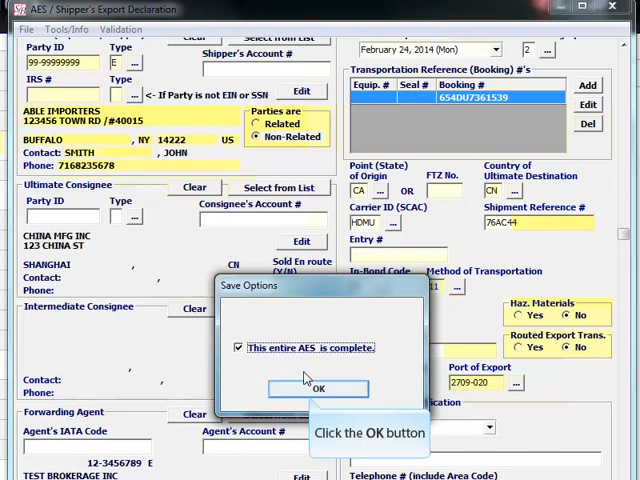 AES / Shipper's Export Declaration
File Tools/Info Validation
Party ID Type Select from List
99-99999999 E ... Shipper's Account #
IRS #
... <- If Party is not EIN or SSN Edit
ABLE IMPORTERS
123456 TOWN RD /#40015
BUFFALO , NY 14222 US
Contact: SMITH , JOHN
Phone: 7168235678
Parties are
Related
Non-Related
Ultimate Consignee Clear Select from List
Party ID Type Consignee's Account #
...
CHINA MFG INC Edit
123 CHINA ST
SHANGHAI , CN Sold En route
Contact: , (Y/N)
Phone:
Intermediate Consignee Clear
,
Contact: ,
Phone:
Forwarding Agent Clear
Agent's IATA Code Agent's Account #
12-3456789 E
TEST BROKERAGE INC Edit
February 24, 2014 (Mon) 2 ...
Transportation Reference (Booking) #'s
Equip. # Seal # Booking #
654DU7361539
Add
Edit
Del
Point (State) of Origin FTZ No. Country of Ultimate Destination
CA ... OR CN ...
Carrier ID (SCAC) Shipment Reference #
HDMU ... 76AC44
Entry #
In-Bond Code Method of Transportation
11 ...
Haz. Materials
Yes No
Routed Export Trans.
Yes No
Port of Export
2709-020 ...
Telephone # (include Area Code)
Save Options
This entire AES is complete.
OK
Click the OK button